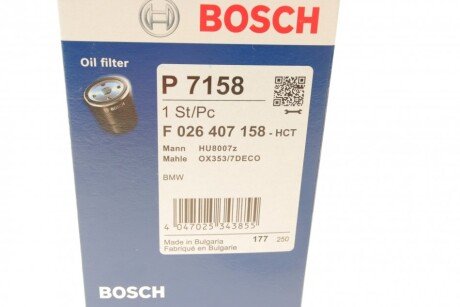 BOSCH
Oil filter
P 7158
1 St/Pc
F 026 407 158 - HCT
Mann HU8007z
Mahle OX353/7DECO
BMW
4 047025 343855
Made in Bulgaria 177 250
Fabriqué en Bulgarie
BOSCH
BOSCH